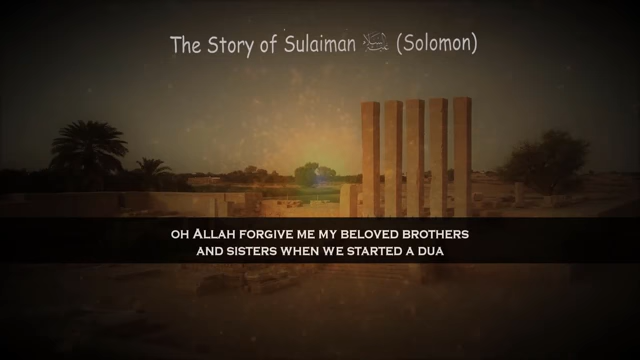 The Story of Sulaiman (Solomon)
OH ALLAH FORGIVE ME MY BELOVED BROTHERS
AND SISTERS WHEN WE STARTED A DUA